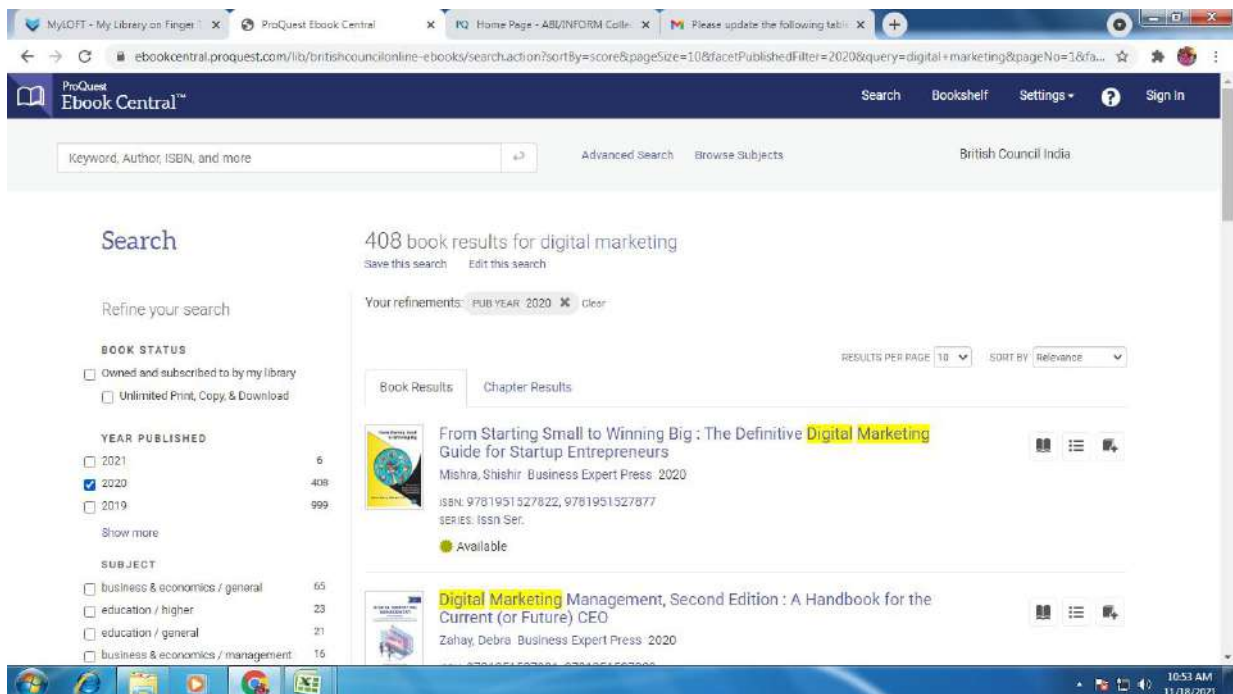 MyLOFT - My Library on Finger T
ProQuest Ebook Central
Home Page - ABI/INFORM Colle
Please update the following tabl
ebookcentral.proquest.com/lib/britishcouncilonline-ebooks/search.action?sortBy=score&pageSize=10&facetPublishedFilter=2020&query=digital+marketing&pageNo=1&fa...
ProQuest
Ebook Central™
Search Bookshelf Settings Sign In
Keyword, Author, ISBN, and more
Advanced Search Browse Subjects
British Council India
Search
408 book results for digital marketing
Save this search Edit this search
Refine your search
Your refinements: PUB YEAR 2020 Clear
BOOK STATUS
Owned and subscribed to by my library
Unlimited Print, Copy, & Download
RESULTS PER PAGE 10 SORT BY Relevance
Book Results Chapter Results
YEAR PUBLISHED
2021 6
2020 408
2019 999
Show more
SUBJECT
business & economics / general 65
education / higher 23
education / general 21
business & economics / management 16
From Starting Small to Winning Big : The Definitive Digital Marketing
Guide for Startup Entrepreneurs
Mishra, Shishir Business Expert Press 2020
ISBN: 9781951527822, 9781951527877
SERIES: Issn Ser.
Available
Digital Marketing Management, Second Edition : A Handbook for the
Current (or Future) CEO
Zahay, Debra Business Expert Press 2020
10:53 AM
11/18/2021